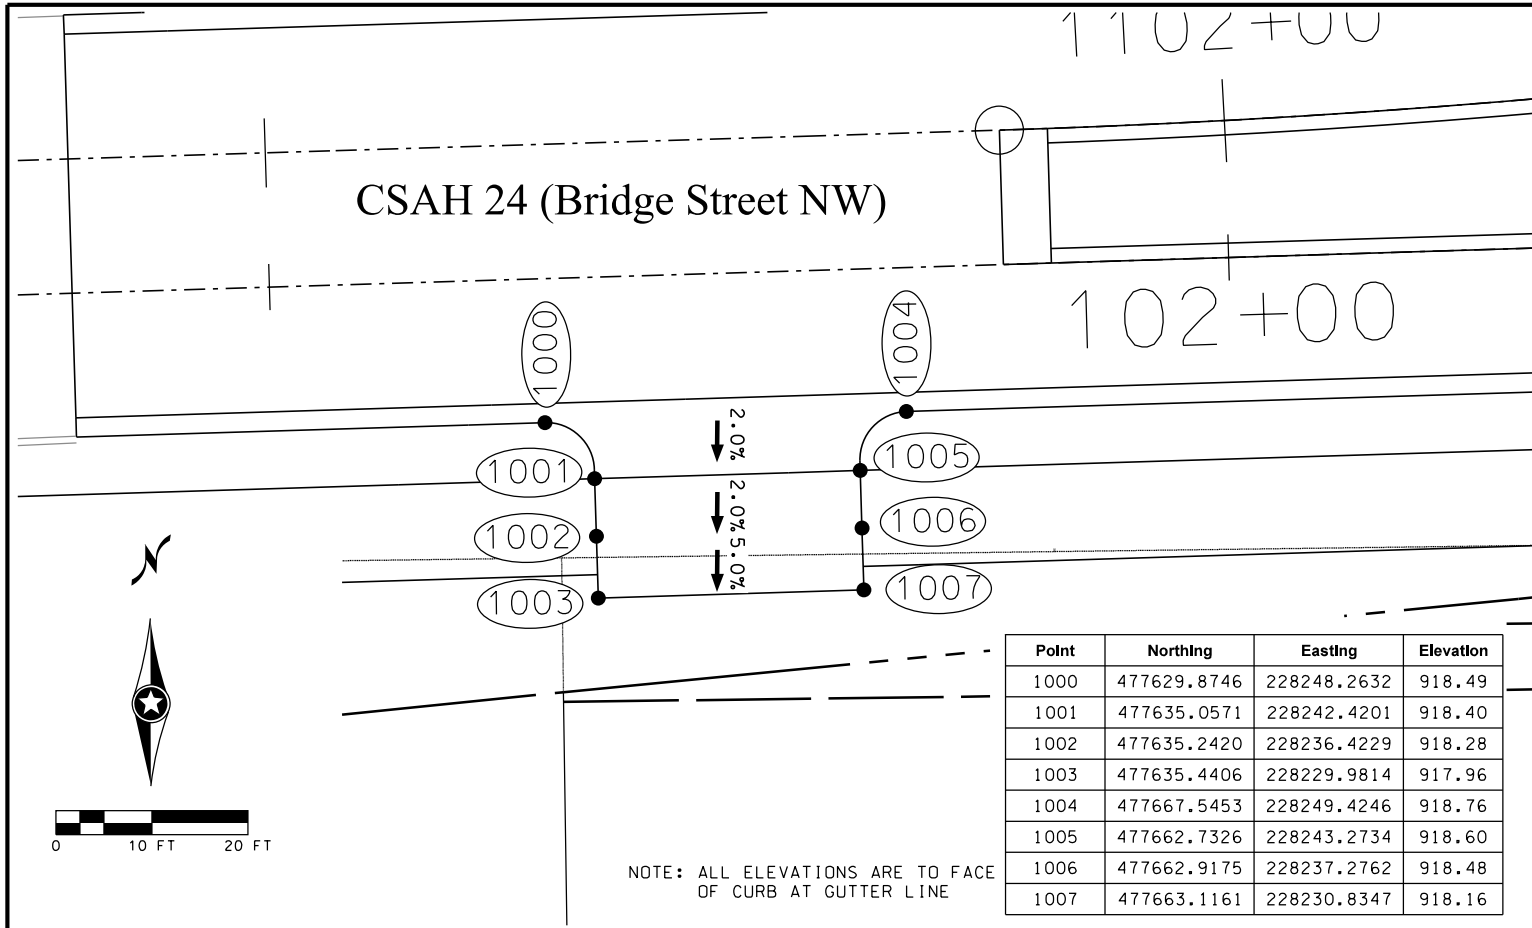 1102+00
CSAH 24 (Bridge Street NW)
102+00
1000
1004
2.0%
1001
1005
2.0%
1002
1006
5.0%
1003
1007
N
0 10 FT 20 FT
NOTE: ALL ELEVATIONS ARE TO FACE
OF CURB AT GUTTER LINE
Point Northing Easting Elevation
1000 477629.8746 228248.2632 918.49
1001 477635.0571 228242.4201 918.40
1002 477635.2420 228236.4229 918.28
1003 477635.4406 228229.9814 917.96
1004 477667.5453 228249.4246 918.76
1005 477662.7326 228243.2734 918.60
1006 477662.9175 228237.2762 918.48
1007 477663.1161 228230.8347 918.16